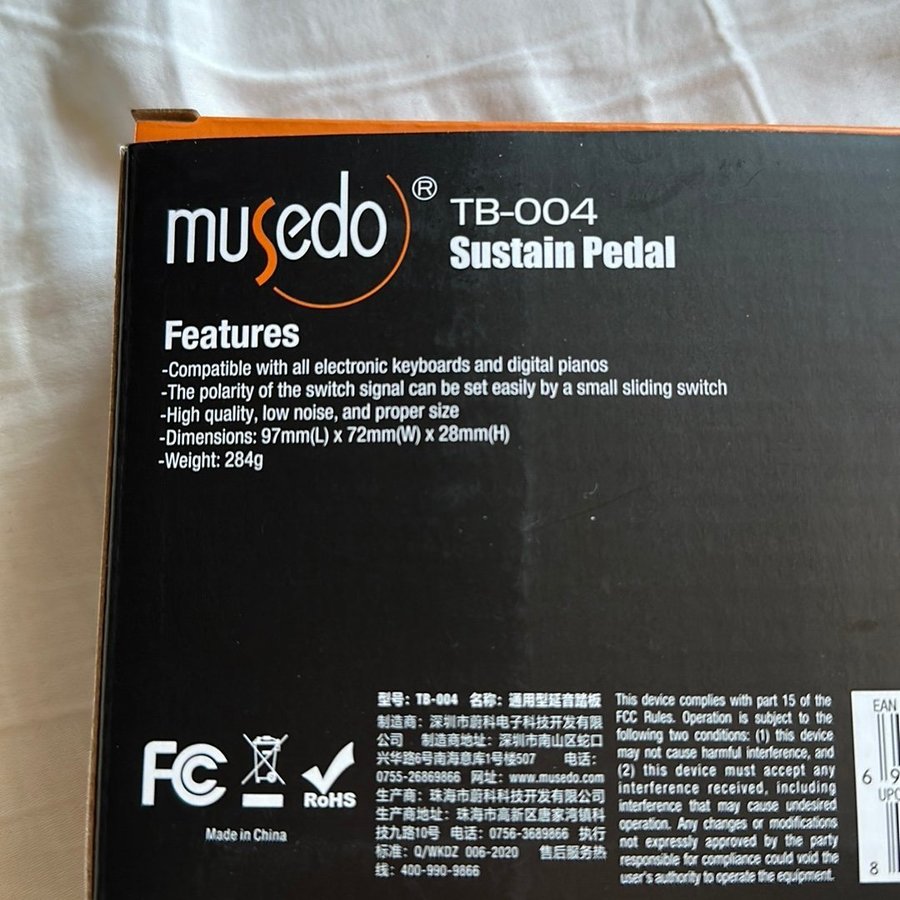 musedo®
TB-004
Sustain Pedal
Features
-Compatible with all electronic keyboards and digital pianos
-The polarity of the switch signal can be set easily by a small sliding switch
-High quality, low noise, and proper size
-Dimensions: 97mm(L) x 72mm(W) x 28mm(H)
-Weight: 284g
FC
RoHS
Made in China
型号：TB-004 名称：通用型延音踏板
制造商：深圳市蔚科电子科技开发有限
公司 制造商地址：深圳市南山区蛇口
兴华路6号南海意库1号楼507 电话：
0755-26869866 网址：www.musedo.com
生产商：珠海市蔚科科技开发有限公司
生产商地址：珠海市高新区唐家湾镇科
技九路10号 电话：0756-3689866 执行
标准：Q/WKDZ 006-2020 售后服务热
线：400-990-9866
This device complies with part 15 of the
FCC Rules. Operation is subject to the
following two conditions: (1) this device
may not cause harmful interference, and
(2) this device must accept any
interference received, including
interference that may cause undesired
operation. Any changes or modifications
not expressly approved by the party
responsible for compliance could void the
user's authority to operate the equipment.
EAN
6 9
UPC
8